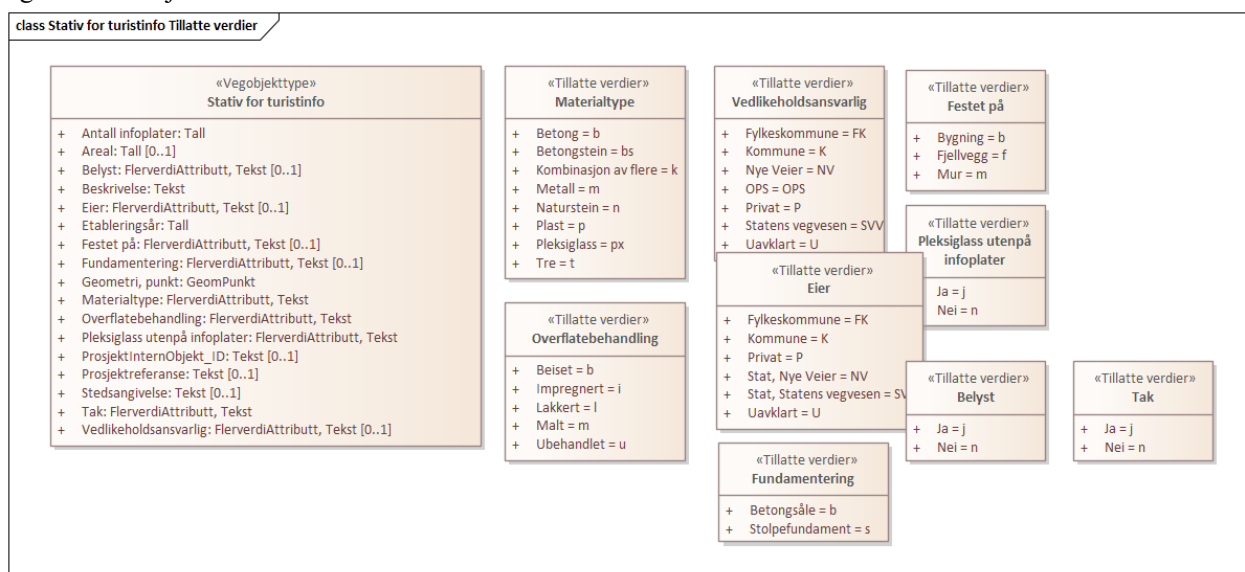 class Stativ for turistinfo Tillatte verdier
«Vegobjekttype»
Stativ for turistinfo
+ Antall infoplater: Tall
+ Areal: Tall [0..1]
+ Belyst: FlerverdiAttributt, Tekst [0..1]
+ Beskrivelse: Tekst
+ Eier: FlerverdiAttributt, Tekst [0..1]
+ Etableringsår: Tall
+ Festet på: FlerverdiAttributt, Tekst [0..1]
+ Fundamentering: FlerverdiAttributt, Tekst [0..1]
+ Geometri, punkt: GeomPunkt
+ Materialtype: FlerverdiAttributt, Tekst
+ Overflatebehandling: FlerverdiAttributt, Tekst
+ Pleksiglass utenpå infoplater: FlerverdiAttributt, Tekst
+ ProsjektInternObjekt_ID: Tekst [0..1]
+ Prosjektreferanse: Tekst [0..1]
+ Stedsangivelse: Tekst [0..1]
+ Tak: FlerverdiAttributt, Tekst
+ Vedlikeholdsansvarlig: FlerverdiAttributt, Tekst [0..1]
«Tillatte verdier»
Materialtype
+ Betong = b
+ Betongstein = bs
+ Kombinasjon av flere = k
+ Metall = m
+ Naturstein = n
+ Plast = p
+ Pleksiglass = px
+ Tre = t
«Tillatte verdier»
Overflatebehandling
+ Beiset = b
+ Impregnert = i
+ Lakkert = l
+ Malt = m
+ Ubehandlet = u
«Tillatte verdier»
Vedlikeholdsansvarlig
+ Fylkeskommune = FK
+ Kommune = K
+ Nye Veier = NV
+ OPS = OPS
+ Privat = P
+ Statens vegvesen = SVV
+ Uavklart = U
«Tillatte verdier»
Eier
+ Fylkeskommune = FK
+ Kommune = K
+ Privat = P
+ Stat, Nye Veier = NV
+ Stat, Statens vegvesen =
+ Uavklart = U
«Tillatte verdier»
Fundamentering
+ Betongsåle = b
+ Stolpefundament = s
«Tillatte verdier»
Festet på
+ Bygning = b
+ Fjellvegg = f
+ Mur = m
«Tillatte verdier»
Pleksiglass utenpå
infoplater
Ja = j
Nei = n
«Tillatte verdier»
Belyst
+ Ja = j
+ Nei = n
«Tillatte verdier»
Tak
+ Ja = j
+ Nei = n